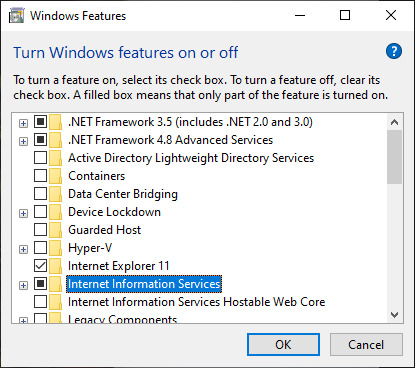 Windows Features
Turn Windows features on or off
?
To turn a feature on, select its check box. To turn a feature off, clear its
check box. A filled box means that only part of the feature is turned on.
.NET Framework 3.5 (includes .NET 2.0 and 3.0)
.NET Framework 4.8 Advanced Services
Active Directory Lightweight Directory Services
Containers
Data Center Bridging
Device Lockdown
Guarded Host
Hyper-V
Internet Explorer 11
Internet Information Services
Internet Information Services Hostable Web Core
Legacy Components
OK
Cancel